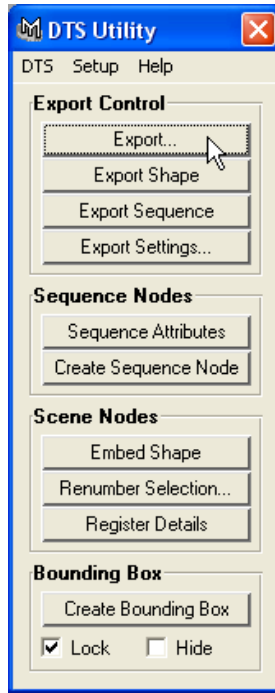 DTS Utility
DTS Setup Help
Export Control
Export...
Export Shape
Export Sequence
Export Settings...
Sequence Nodes
Sequence Attributes
Create Sequence Node
Scene Nodes
Embed Shape
Renumber Selection...
Register Details
Bounding Box
Create Bounding Box
Lock Hide